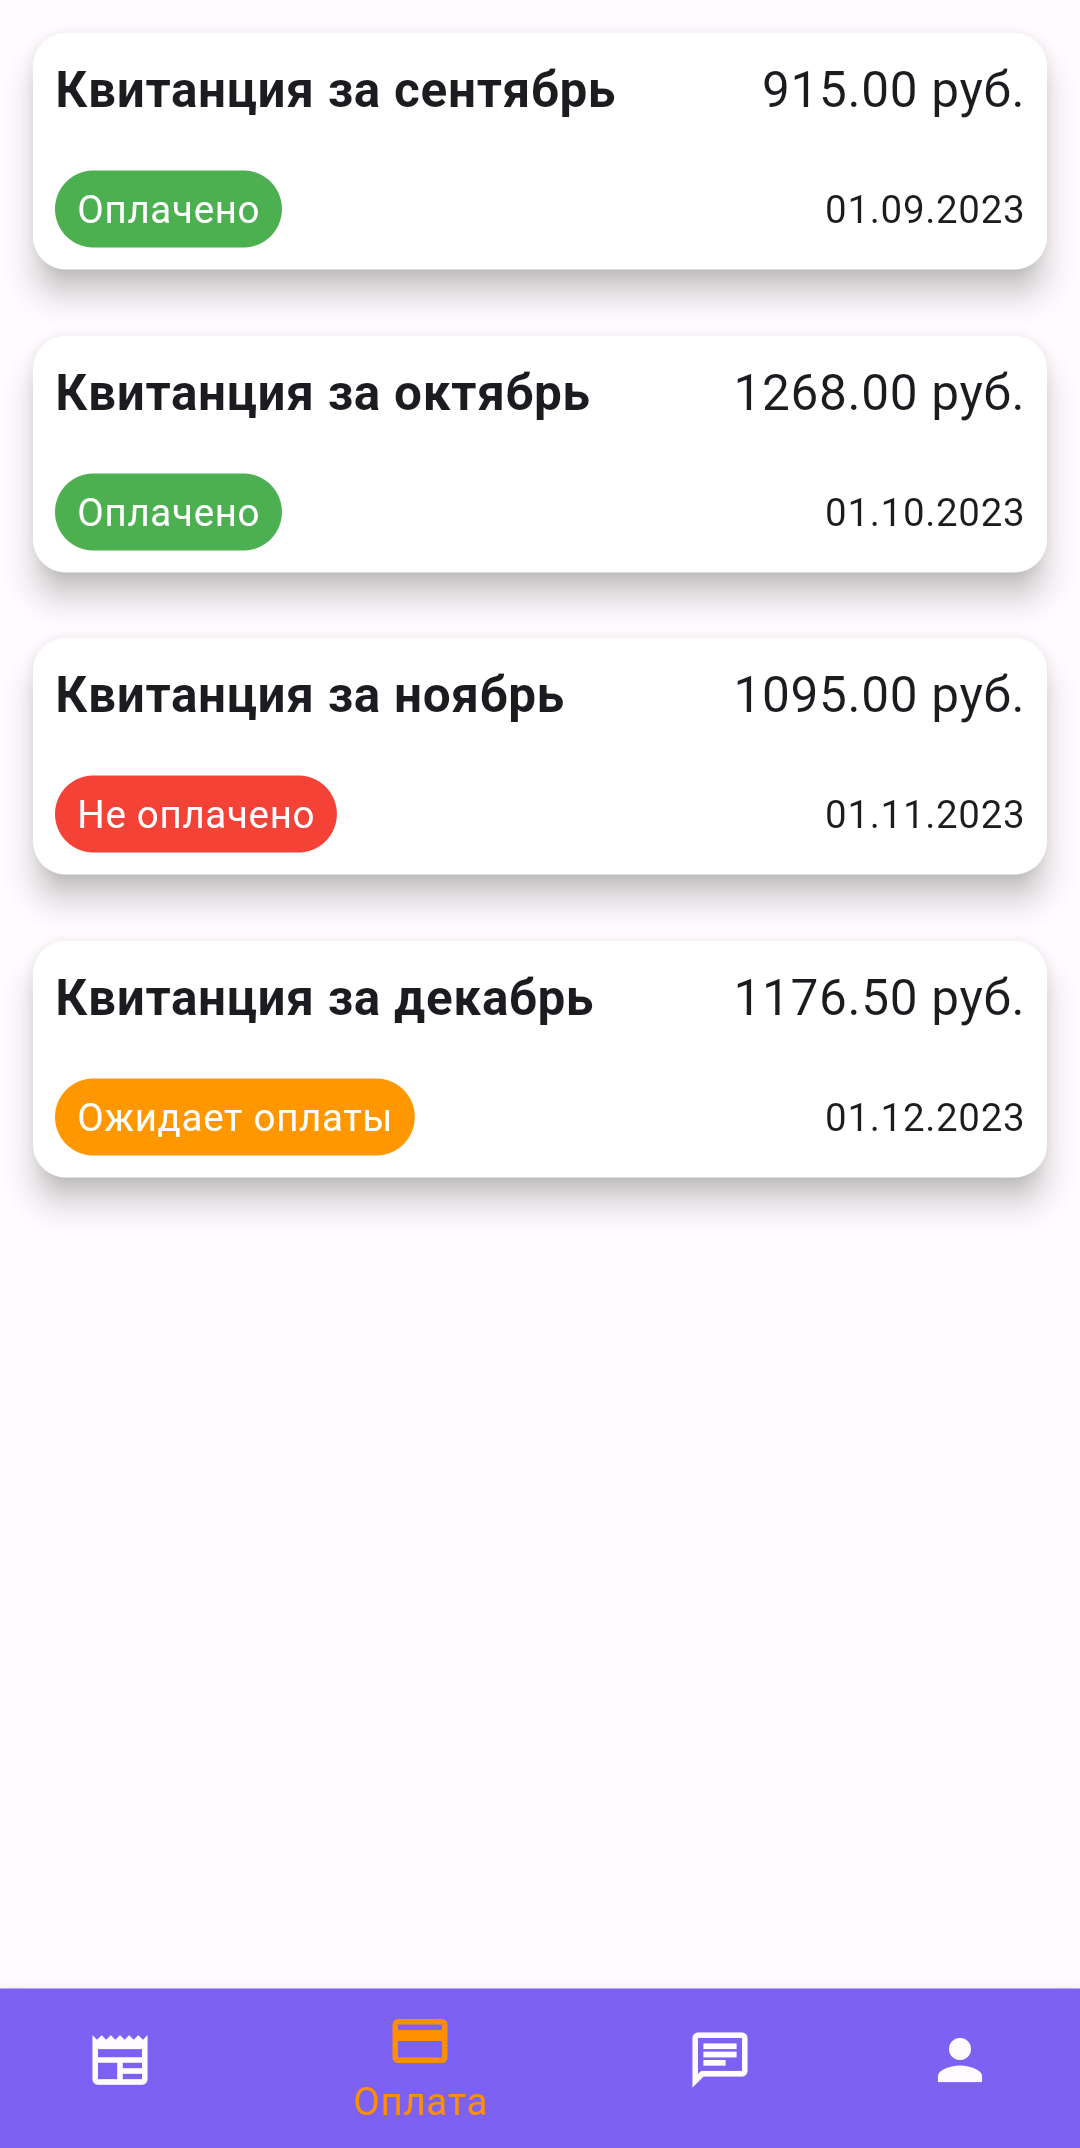 Квитанция за сентябрь 915.00 руб.
Оплачено 01.09.2023
Квитанция за октябрь 1268.00 руб.
Оплачено 01.10.2023
Квитанция за ноябрь 1095.00 руб.
Не оплачено 01.11.2023
Квитанция за декабрь 1176.50 руб.
Ожидает оплаты 01.12.2023
Оплата